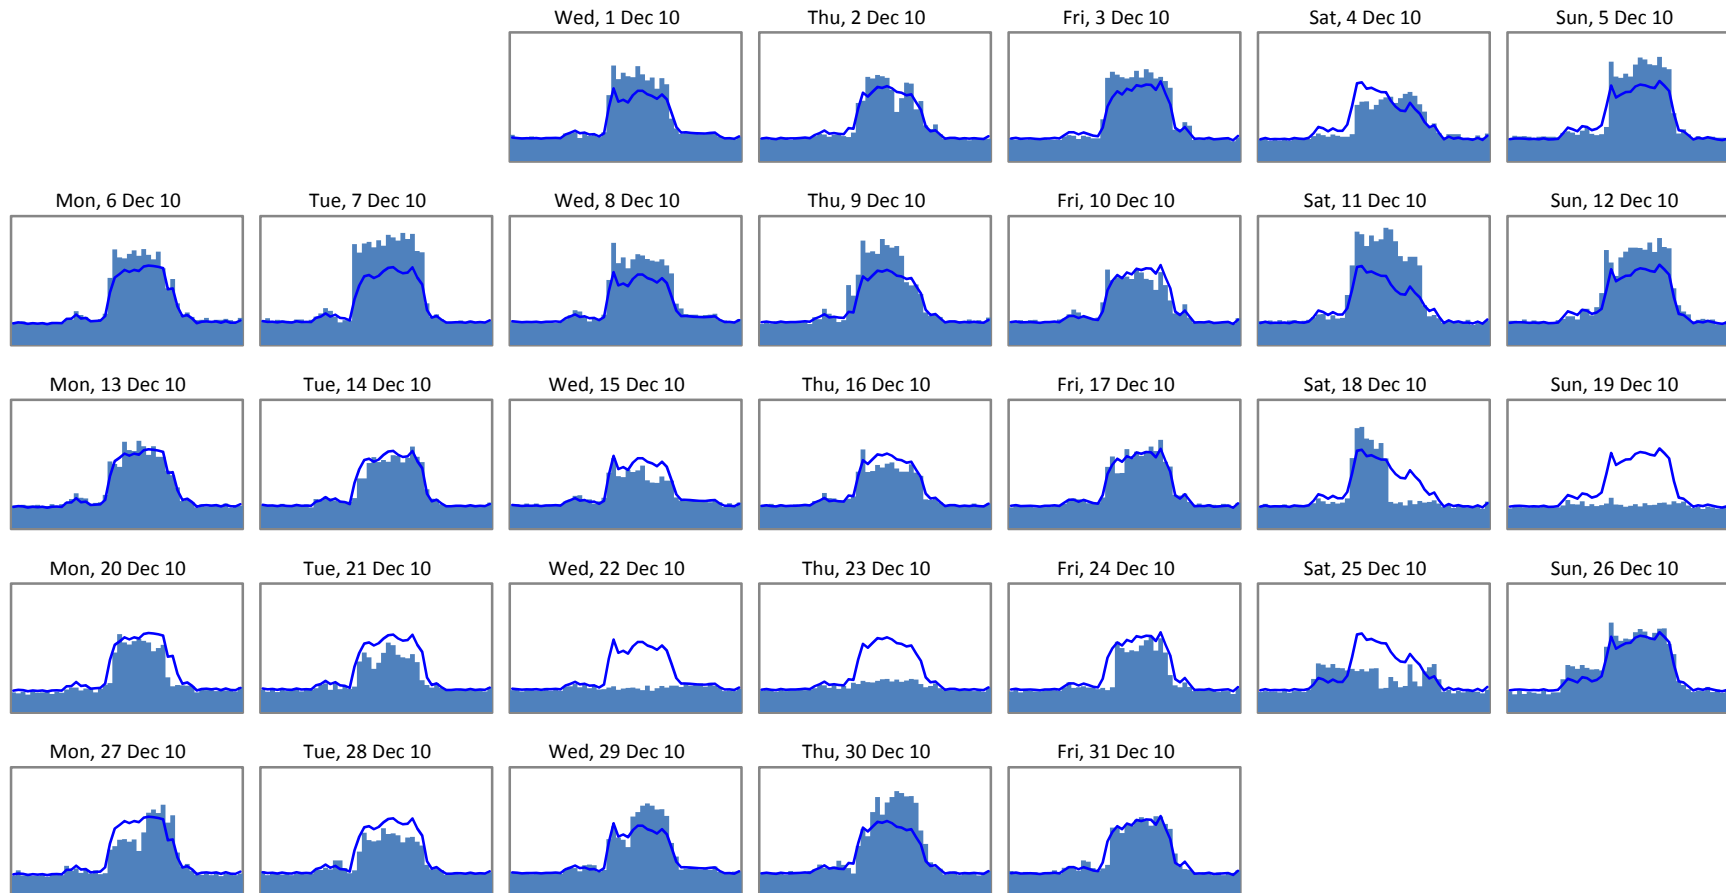 Wed, 1 Dec 10
Thu, 2 Dec 10
Fri, 3 Dec 10
Sat, 4 Dec 10
Sun, 5 Dec 10
Mon, 6 Dec 10
Tue, 7 Dec 10
Wed, 8 Dec 10
Thu, 9 Dec 10
Fri, 10 Dec 10
Sat, 11 Dec 10
Sun, 12 Dec 10
Mon, 13 Dec 10
Tue, 14 Dec 10
Wed, 15 Dec 10
Thu, 16 Dec 10
Fri, 17 Dec 10
Sat, 18 Dec 10
Sun, 19 Dec 10
Mon, 20 Dec 10
Tue, 21 Dec 10
Wed, 22 Dec 10
Thu, 23 Dec 10
Fri, 24 Dec 10
Sat, 25 Dec 10
Sun, 26 Dec 10
Mon, 27 Dec 10
Tue, 28 Dec 10
Wed, 29 Dec 10
Thu, 30 Dec 10
Fri, 31 Dec 10